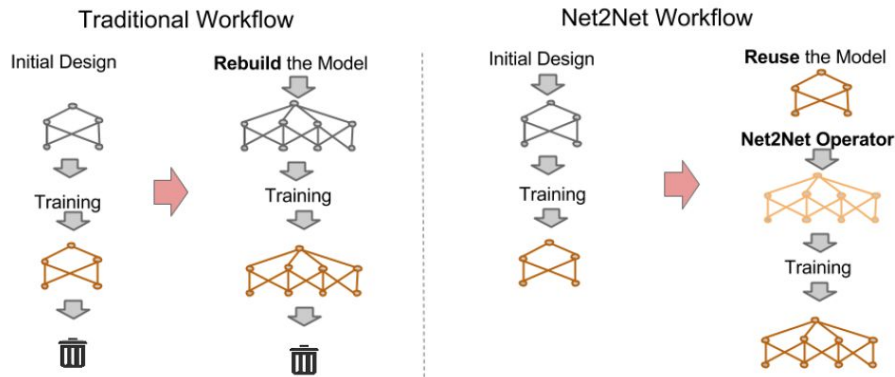 Traditional Workflow
Initial Design
Training
Rebuild the Model
Training
Net2Net Workflow
Initial Design
Training
Reuse the Model
Net2Net Operator
Training